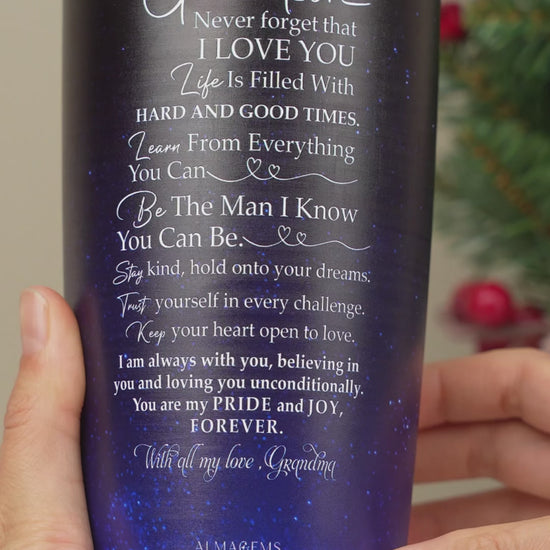 Never forget that
I LOVE YOU
Life Is Filled With
HARD AND GOOD TIMES.
Learn From Everything
You Can
Be The Man I Know
You Can Be.
Stay kind, hold onto your dreams.
Trust yourself in every challenge.
Keep your heart open to love.
I am always with you, believing in
you and loving you unconditionally.
You are my PRIDE and JOY,
FOREVER.
With all my love , Grandma
ALMAGEMS